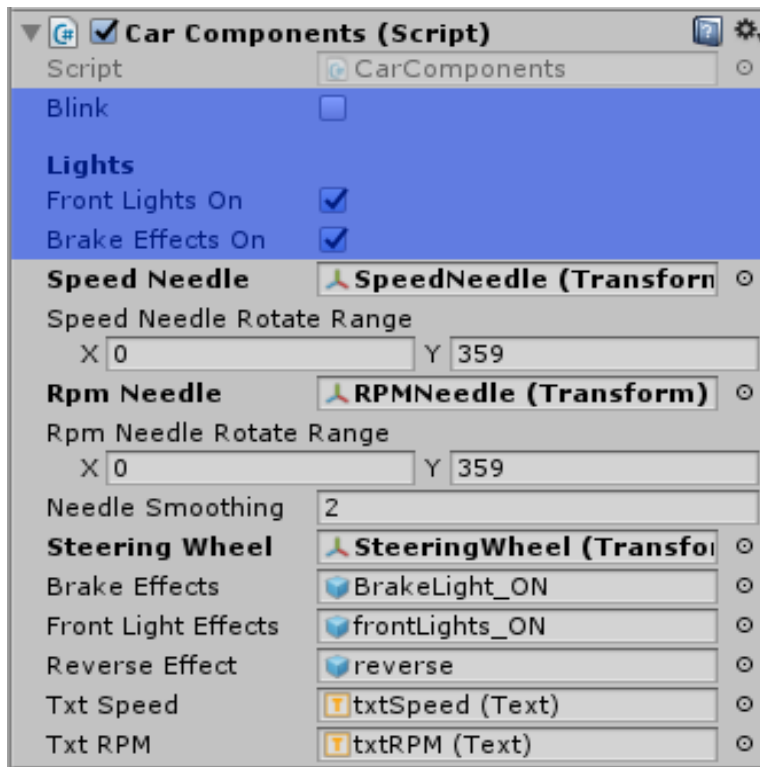 Car Components (Script)
Script CarComponents
Blink
Lights
Front Lights On
Brake Effects On
Speed Needle SpeedNeedle (Transform
Speed Needle Rotate Range
X 0 Y 359
Rpm Needle RPMNeedle (Transform)
Rpm Needle Rotate Range
X 0 Y 359
Needle Smoothing 2
Steering Wheel SteeringWheel (Transfo
Brake Effects BrakeLight_ON
Front Light Effects frontLights_ON
Reverse Effect reverse
Txt Speed txtSpeed (Text)
Txt RPM txtRPM (Text)